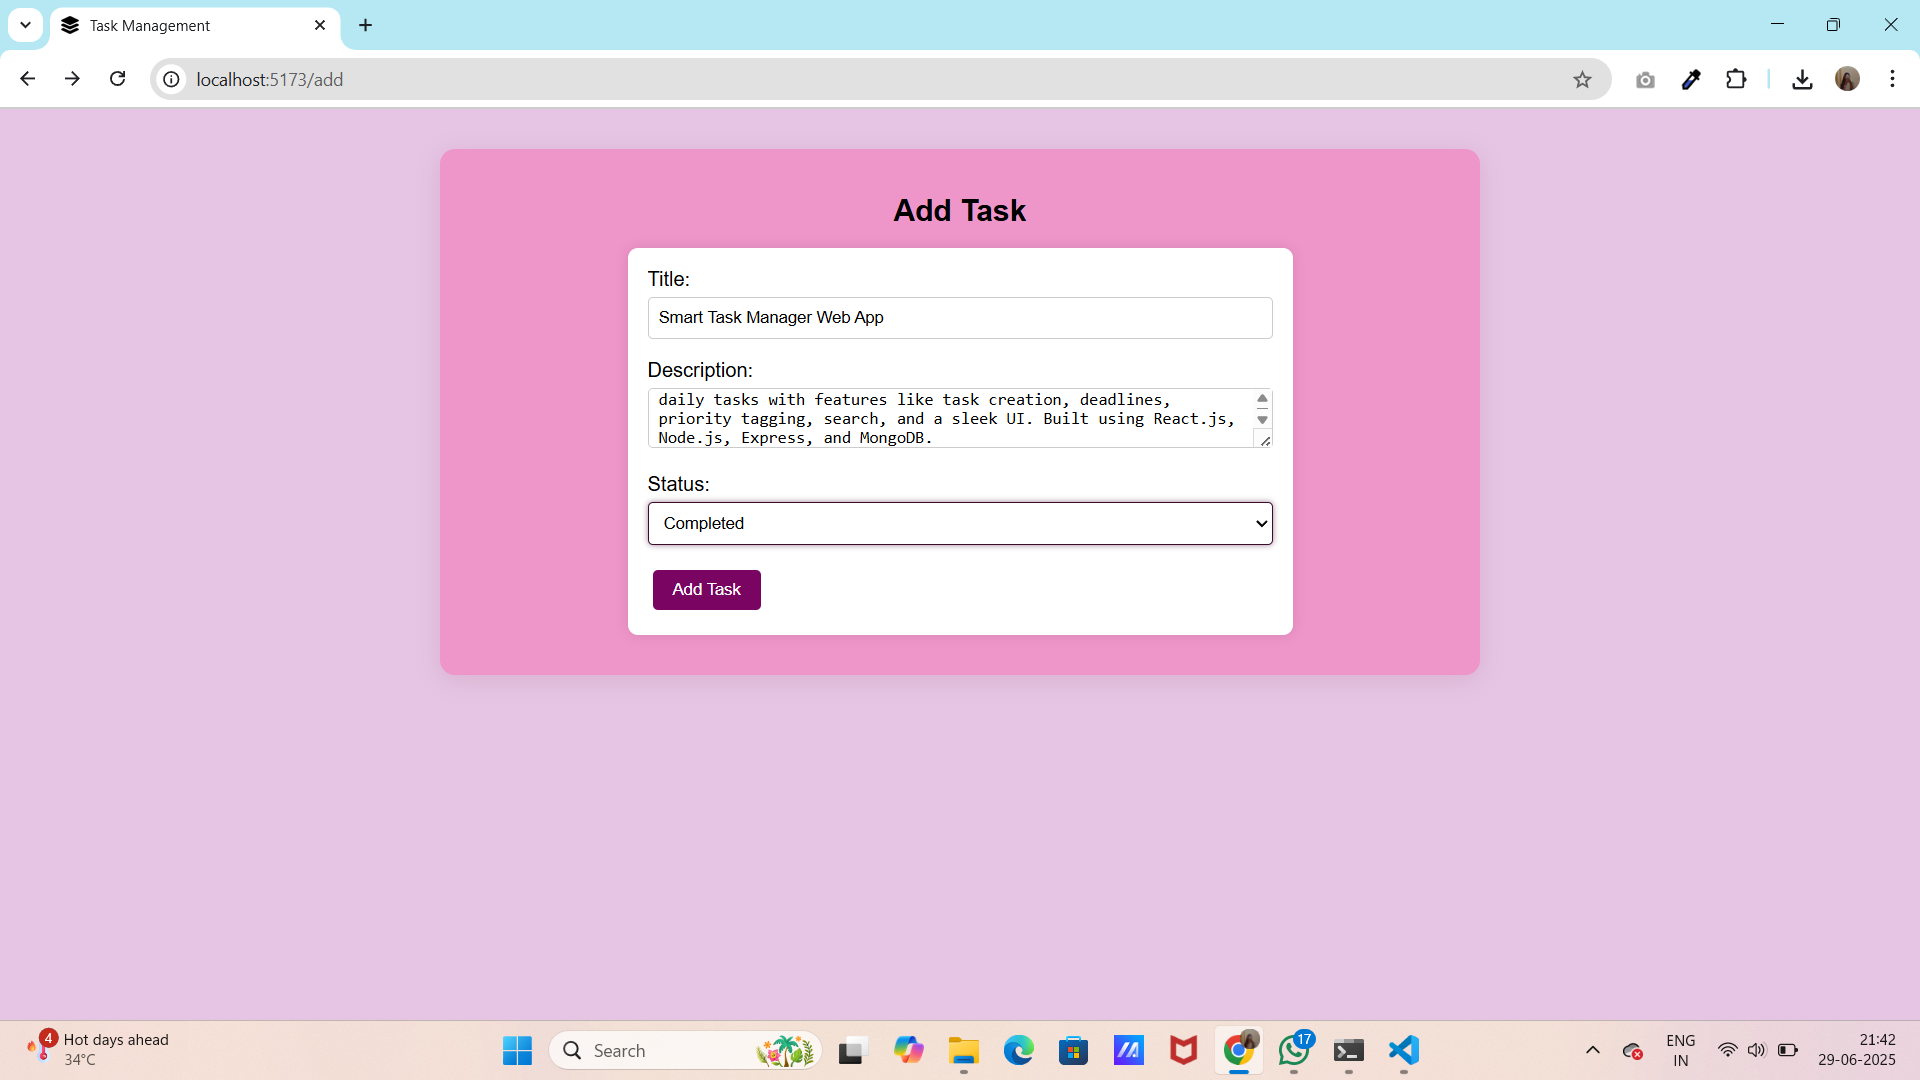 Task Management
localhost:5173/add
Add Task
Title:
Smart Task Manager Web App
Description:
daily tasks with features like task creation, deadlines,
priority tagging, search, and a sleek UI. Built using React.js,
Node.js, Express, and MongoDB.
Status:
Completed
Add Task
4
Hot days ahead
34°C
Search
17
ENG
IN
21:42
29-06-2025